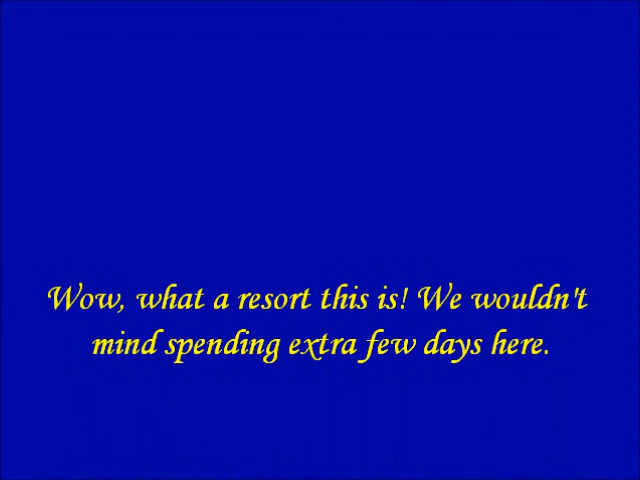 Wow, what a resort this is! We wouldn't
mind spending extra few days here.